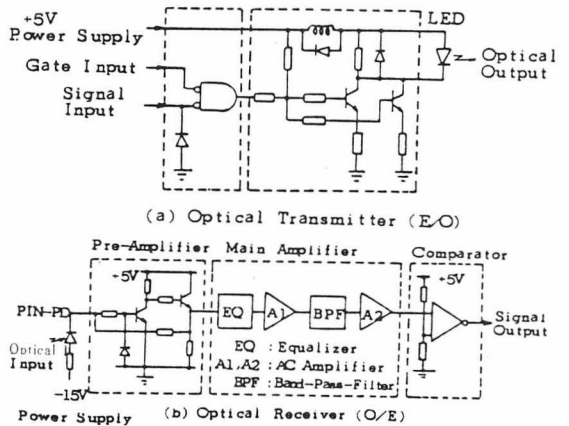 +5V
Power Supply
LED
Gate Input
Optical
Output
Signal
Input
(a) Optical Transmitter (E/O)
Pre-Amplifier Main Amplifier
Comparator
+5V
+5V
PIN-PD
EQ
A1
BPF
A2
Signal
Output
Optical
Input
EQ : Equalizer
A1,A2 : AC Amplifier
BPF : Band-Pass-Filter
-15V
Power Supply
(b) Optical Receiver (O/E)